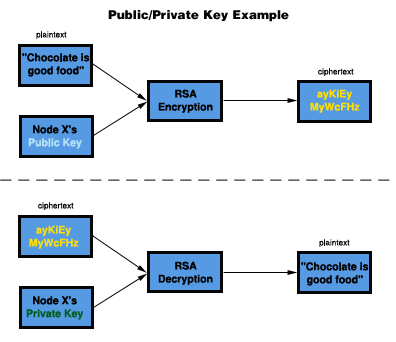 Public/Private Key Example
plaintext
"Chocolate is
good food"
Node X's
Public Key
RSA
Encryption
ciphertext
ayKiEy
MyWcFHz
ciphertext
ayKiEy
MyWcFHz
Node X's
Private Key
RSA
Decryption
plaintext
"Chocolate is
good food"